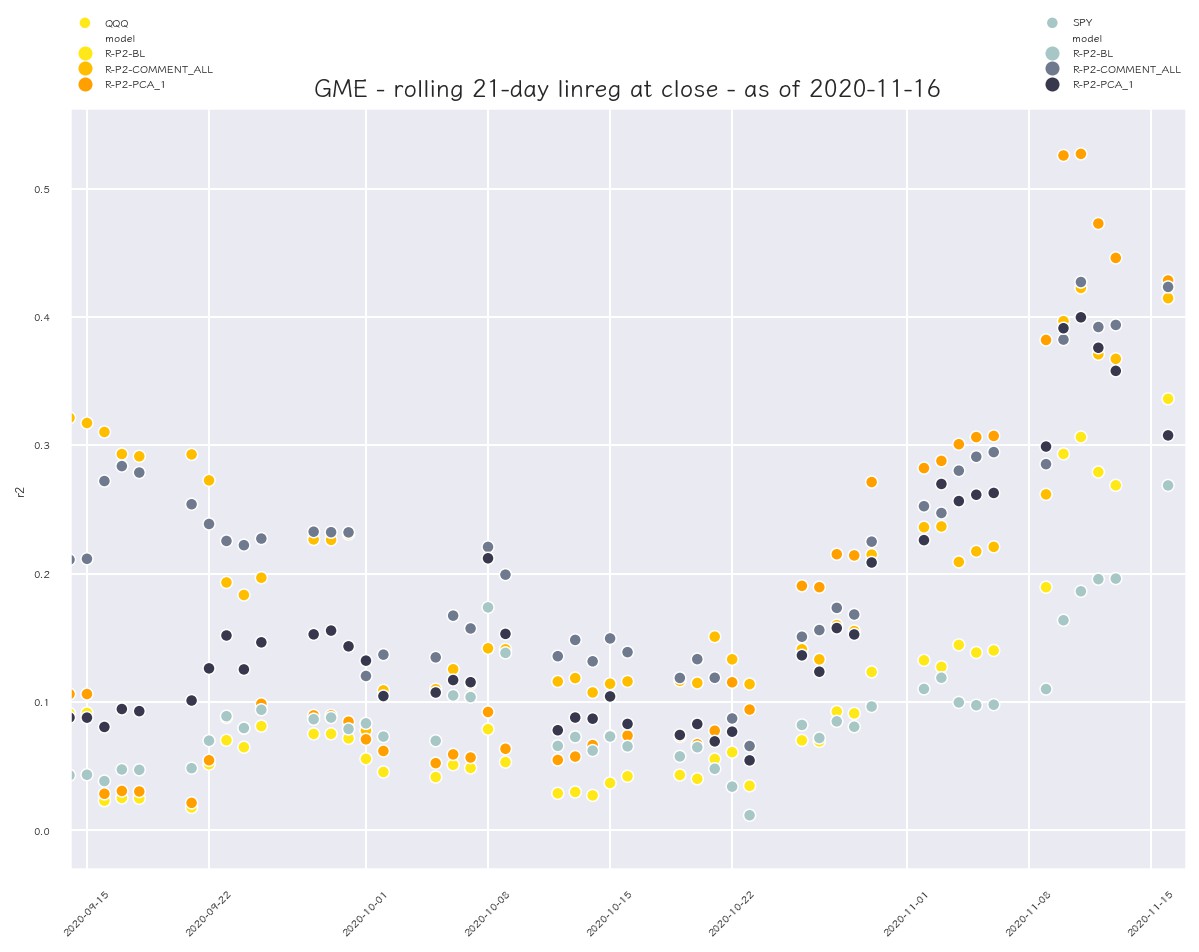 QQQ
model
R-P2-BL
R-P2-COMMENT_ALL
R-P2-PCA_1
SPY
model
R-P2-BL
R-P2-COMMENT_ALL
R-P2-PCA_1
GME - rolling 21-day linreg at close - as of 2020-11-16
r2
0.5
0.4
0.3
0.2
0.1
0.0
2020-09-15
2020-09-22
2020-10-01
2020-10-08
2020-10-15
2020-10-22
2020-11-01
2020-11-08
2020-11-15